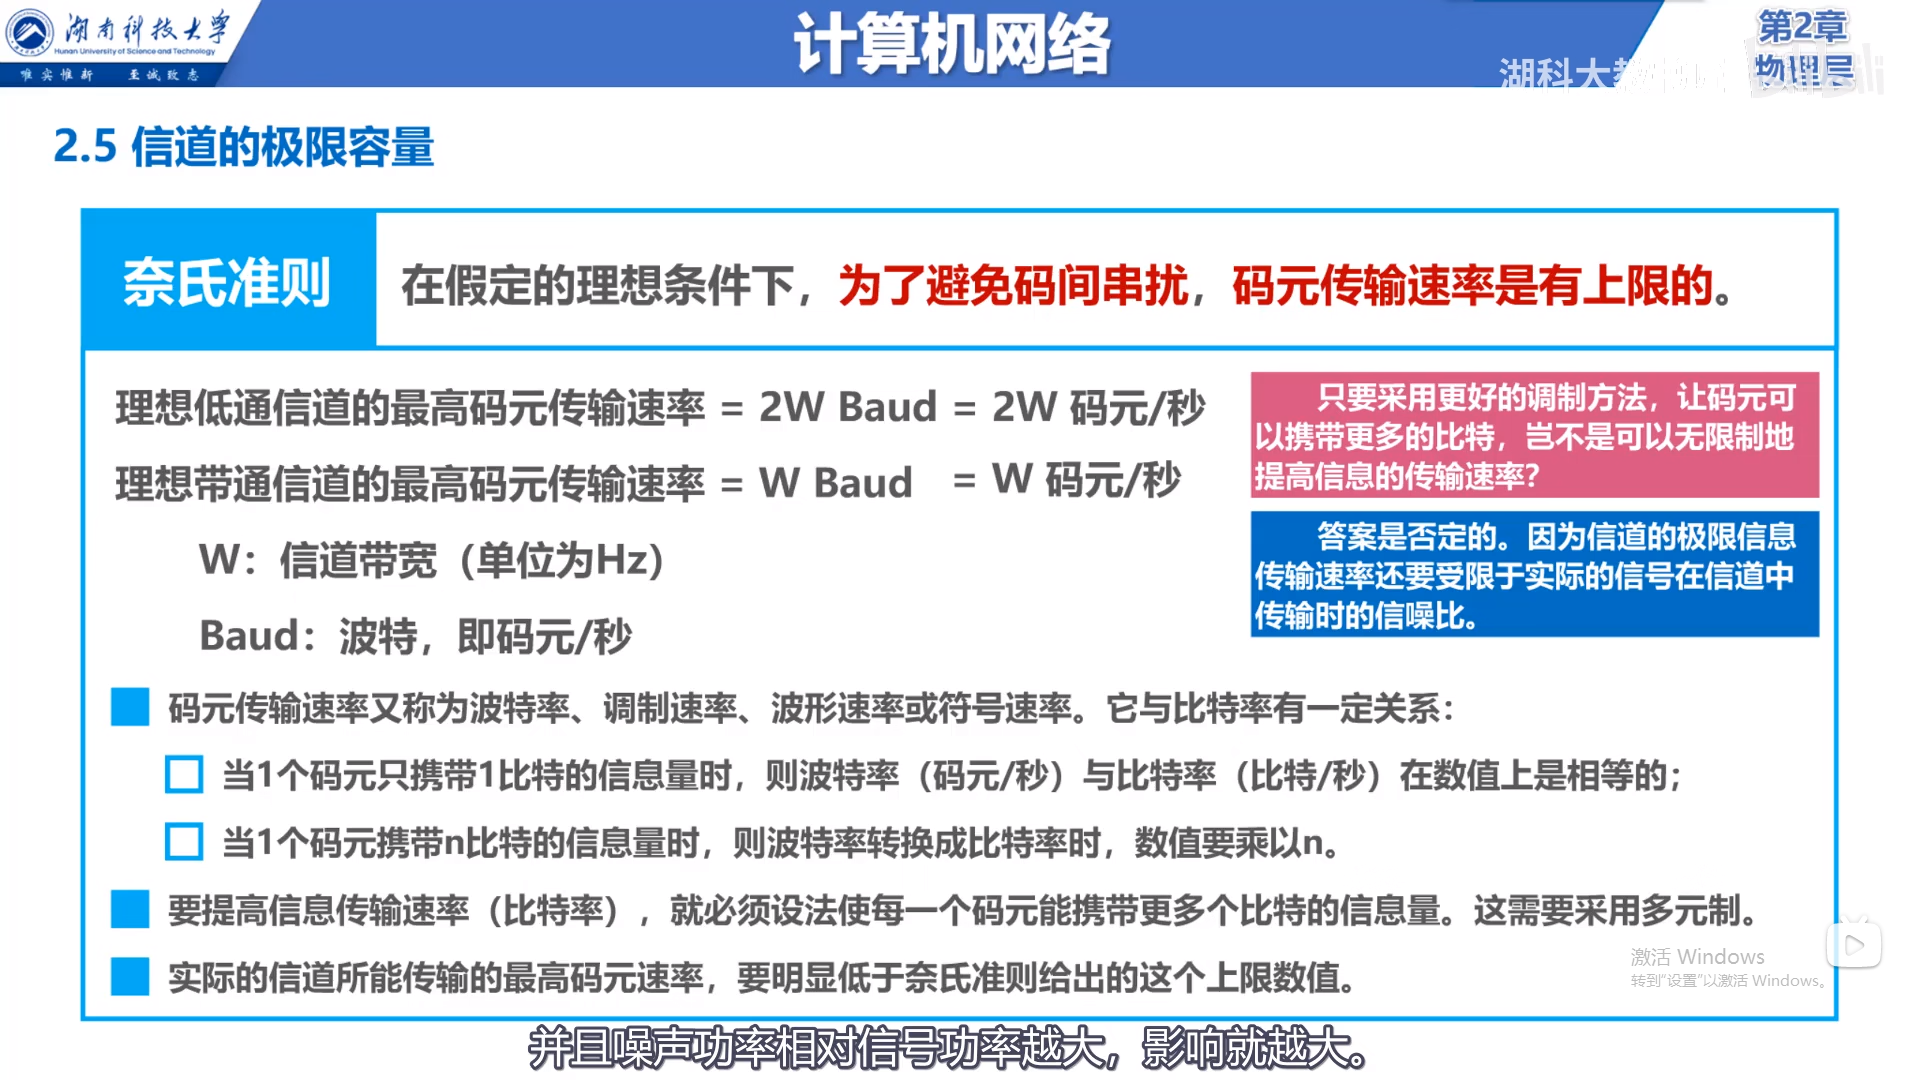 湖南科技大学
Hunan University of Science and Technology
唯实惟新 至诚致志
计算机网络
第2章
物理层
湖科大教
2.5 信道的极限容量
奈氏准则
在假定的理想条件下，为了避免码间串扰，码元传输速率是有上限的。
理想低通信道的最高码元传输速率 = 2W Baud = 2W 码元/秒
理想带通信道的最高码元传输速率 = W Baud = W 码元/秒
W：信道带宽（单位为Hz）
Baud：波特，即码元/秒
只要采用更好的调制方法，让码元可
以携带更多的比特，岂不是可以无限制地
提高信息的传输速率？
答案是否定的。因为信道的极限信息
传输速率还要受限于实际的信号在信道中
传输时的信噪比。
码元传输速率又称为波特率、调制速率、波形速率或符号速率。它与比特率有一定关系：
当1个码元只携带1比特的信息量时，则波特率（码元/秒）与比特率（比特/秒）在数值上是相等的；
当1个码元携带n比特的信息量时，则波特率转换成比特率时，数值要乘以n。
要提高信息传输速率（比特率），就必须设法使每一个码元能携带更多个比特的信息量。这需要采用多元制。
实际的信道所能传输的最高码元速率，要明显低于奈氏准则给出的这个上限数值。
激活 Windows
转到“设置”以激活 Windows。
并且噪声功率相对信号功率越大，影响就越大。